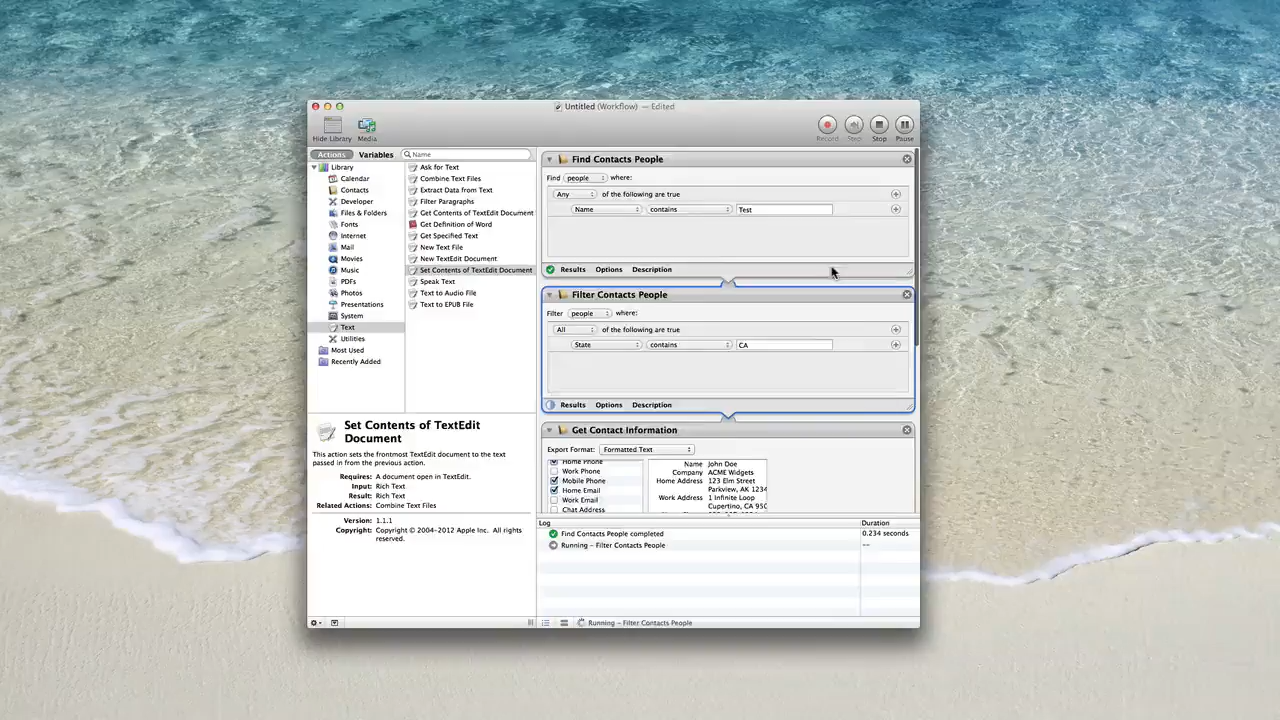 Untitled (Workflow) — Edited
Hide Library Media Record Step Stop Pause
Actions Variables Name
Library
Calendar
Contacts
Developer
Files & Folders
Fonts
Internet
Mail
Movies
Music
PDFs
Photos
Presentations
System
Text
Utilities
Most Used
Recently Added
Ask for Text
Combine Text Files
Extract Data from Text
Filter Paragraphs
Get Contents of TextEdit Document
Get Definition of Word
Get Specified Text
New Text File
New TextEdit Document
Set Contents of TextEdit Document
Speak Text
Text to Audio File
Text to EPUB File
Set Contents of TextEdit
Document
This action sets the frontmost TextEdit document to the text
passed in from the previous action.
Requires: A document open in TextEdit.
Input: Rich Text
Result: Rich Text
Related Actions: Combine Text Files
Version: 1.1.1
Copyright: Copyright © 2004-2012 Apple Inc. All rights
reserved.
Find Contacts People
Find people where:
Any of the following are true
Name contains Test
Results Options Description
Filter Contacts People
Filter people where:
All of the following are true
State contains CA
Results Options Description
Get Contact Information
Export Format: Formatted Text
Home Phone
Work Phone
Mobile Phone
Home Email
Work Email
Chat Address
Name John Doe
Company ACME Widgets
Home Address 123 Elm Street
Parkview, AK 1234
Work Address 1 Infinite Loop
Cupertino, CA 950
Log Duration
Find Contacts People completed 0.234 seconds
Running – Filter Contacts People --
Running – Filter Contacts People